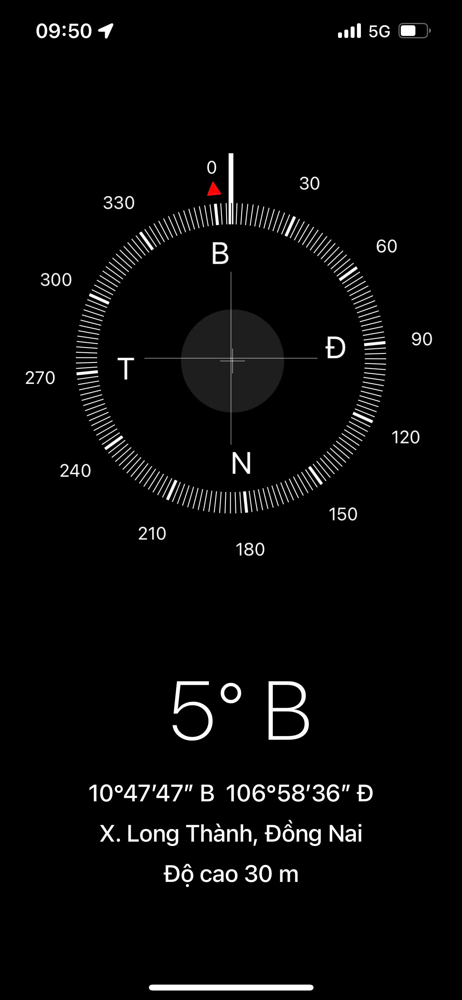 09:50 5G
0
30
330
60
B
300
Đ
90
T
270
120
N
240
150
210
180
5° B
10°47’47” B 106°58’36” Đ
X. Long Thành, Đồng Nai
Độ cao 30 m